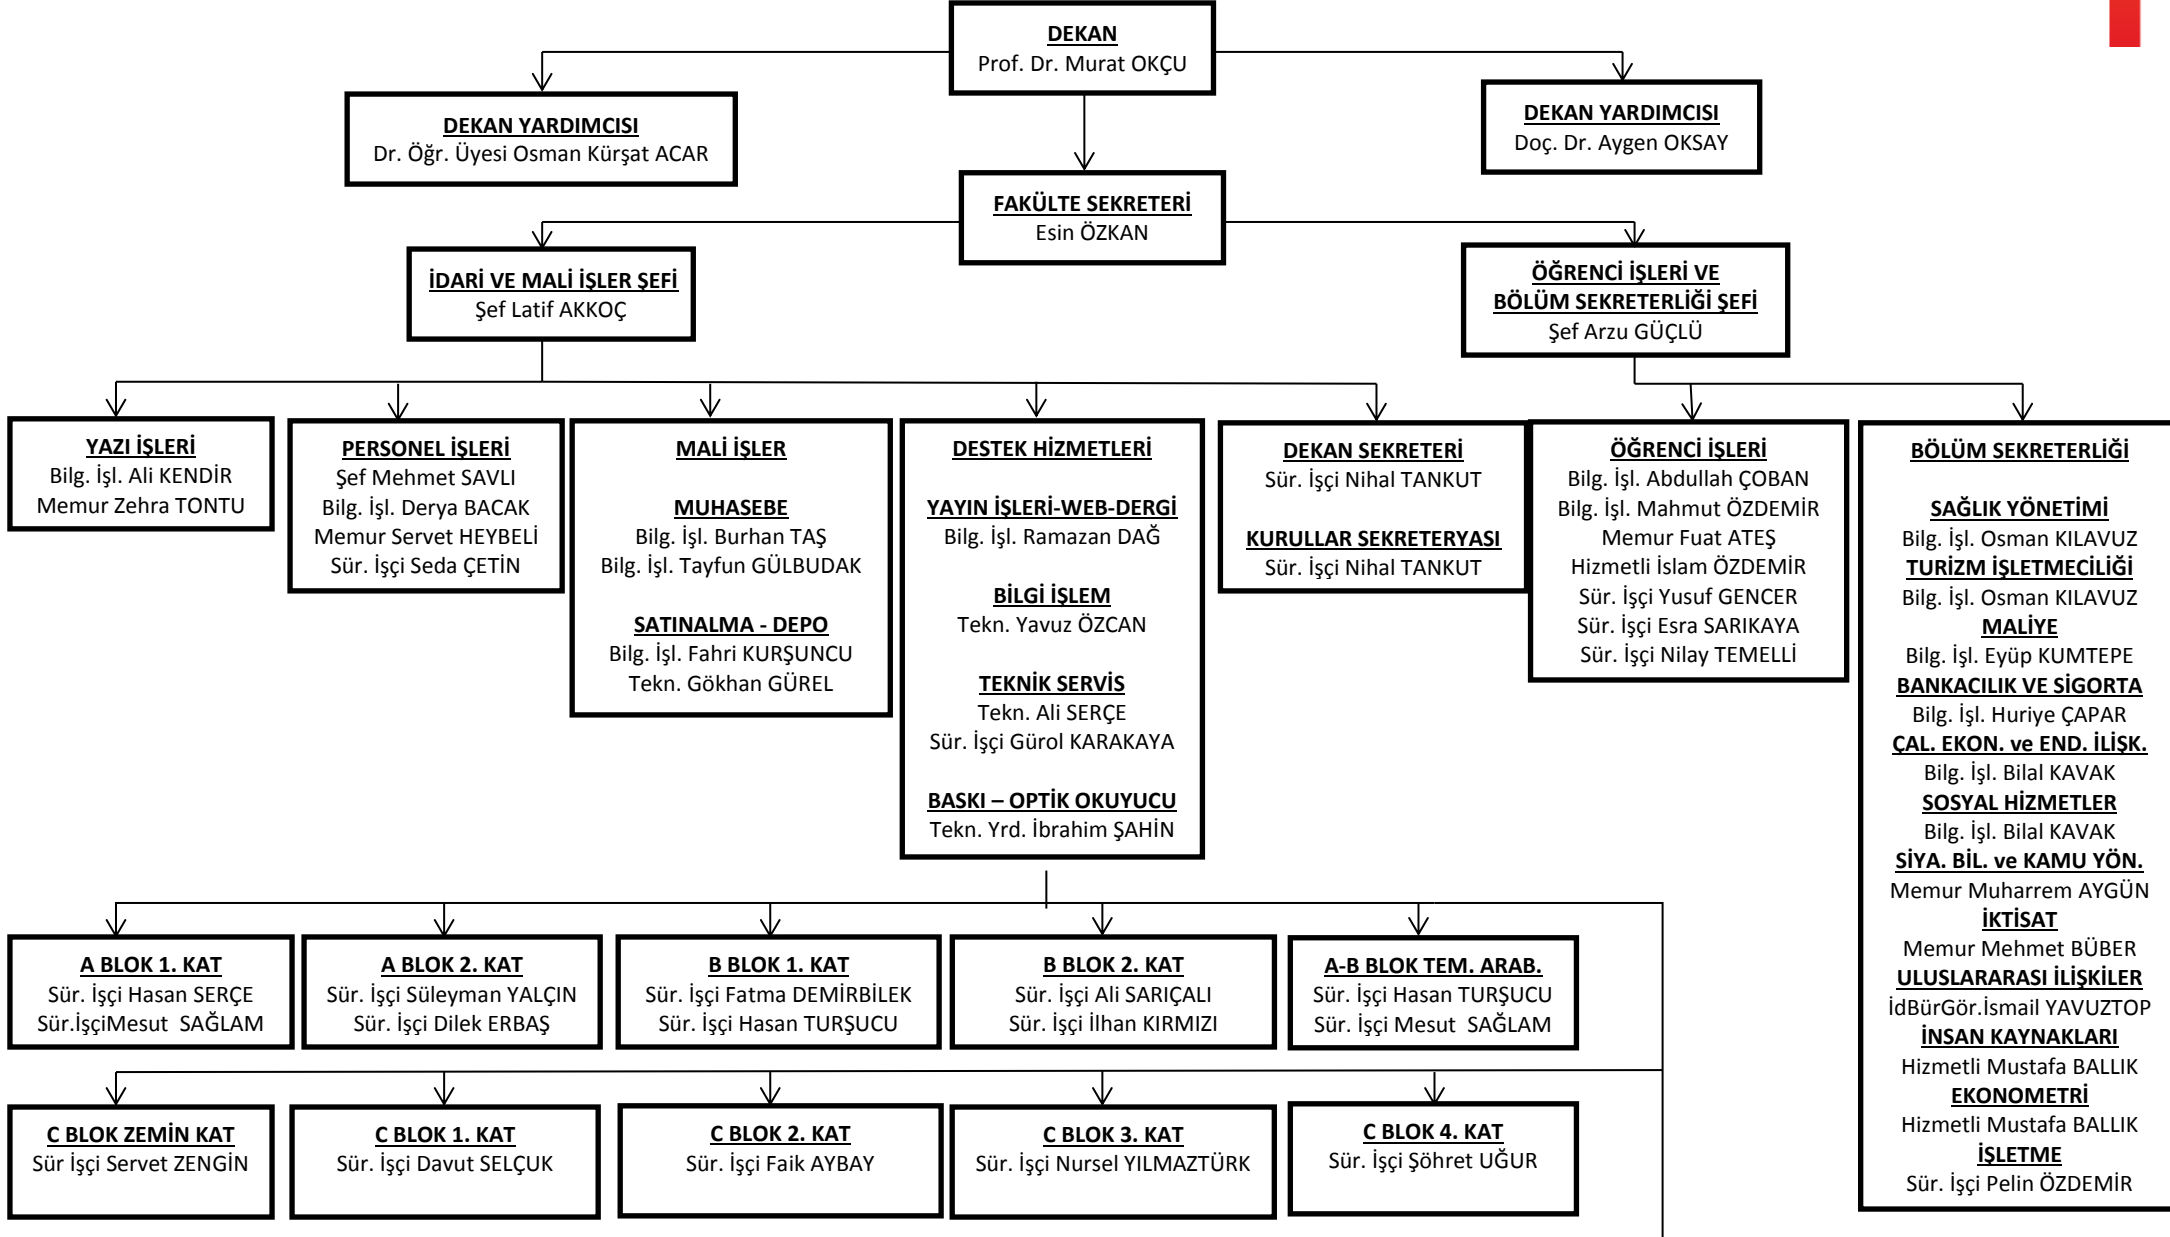 DEKAN
Prof. Dr. Murat OKÇU
DEKAN YARDIMCISI
Dr. Öğr. Üyesi Osman Kürşat ACAR
DEKAN YARDIMCISI
Doç. Dr. Aygen OKSAY
FAKÜLTE SEKRETERİ
Esin ÖZKAN
İDARİ VE MALİ İŞLER ŞEFİ
Şef Latif AKKOÇ
ÖĞRENCİ İŞLERİ VE
BÖLÜM SEKRETERLİĞİ ŞEFİ
Şef Arzu GÜÇLÜ
YAZI İŞLERİ
Bilg. İşl. Ali KENDİR
Memur Zehra TONTU
PERSONEL İŞLERİ
Şef Mehmet SAVLI
Bilg. İşl. Derya BACAK
Memur Servet HEYBELİ
Sür. İşçi Seda ÇETİN
MALİ İŞLER
MUHASEBE
Bilg. İşl. Burhan TAŞ
Bilg. İşl. Tayfun GÜLBUDAK
SATINALMA - DEPO
Bilg. İşl. Fahri KURŞUNCU
Tekn. Gökhan GÜREL
DESTEK HİZMETLERİ
YAYIN İŞLERİ-WEB-DERGİ
Bilg. İşl. Ramazan DAĞ
BİLGİ İŞLEM
Tekn. Yavuz ÖZCAN
TEKNİK SERVİS
Tekn. Ali SERÇE
Sür. İşçi Gürol KARAKAYA
BASKI – OPTİK OKUYUCU
Tekn. Yrd. İbrahim ŞAHİN
DEKAN SEKRETERİ
Sür. İşçi Nihal TANKUT
KURULLAR SEKRETERYASI
Sür. İşçi Nihal TANKUT
ÖĞRENCİ İŞLERİ
Bilg. İşl. Abdullah ÇOBAN
Bilg. İşl. Mahmut ÖZDEMİR
Memur Fuat ATEŞ
Hizmetli İslam ÖZDEMİR
Sür. İşçi Yusuf GENCER
Sür. İşçi Esra SARIKAYA
Sür. İşçi Nilay TEMELLİ
BÖLÜM SEKRETERLİĞİ
SAĞLIK YÖNETİMİ
Bilg. İşl. Osman KILAVUZ
TURİZM İŞLETMECİLİĞİ
Bilg. İşl. Osman KILAVUZ
MALİYE
Bilg. İşl. Eyüp KUMTEPE
BANKACILIK VE SİGORTA
Bilg. İşl. Huriye ÇAPAR
ÇAL. EKON. ve END. İLİŞK.
Bilg. İşl. Bilal KAVAK
SOSYAL HİZMETLER
Bilg. İşl. Bilal KAVAK
SİYA. BİL. ve KAMU YÖN.
Memur Muharrem AYGÜN
İKTİSAT
Memur Mehmet BÜBER
ULUSLARARASI İLİŞKİLER
İdBürGör.İsmail YAVUZTOP
İNSAN KAYNAKLARI
Hizmetli Mustafa BALLIK
EKONOMETRİ
Hizmetli Mustafa BALLIK
İŞLETME
Sür. İşçi Pelin ÖZDEMİR
A BLOK 1. KAT
Sür. İşçi Hasan SERÇE
Sür.İşçiMesut  SAĞLAM
A BLOK 2. KAT
Sür. İşçi Süleyman YALÇIN
Sür. İşçi Dilek ERBAŞ
B BLOK 1. KAT
Sür. İşçi Fatma DEMİRBİLEK
Sür. İşçi Hasan TURŞUCU
B BLOK 2. KAT
Sür. İşçi Ali SARIÇALI
Sür. İşçi İlhan KIRMIZI
A-B BLOK TEM. ARAB.
Sür. İşçi Hasan TURŞUCU
Sür. İşçi Mesut  SAĞLAM
C BLOK ZEMİN KAT
Sür İşçi Servet ZENGİN
C BLOK 1. KAT
Sür. İşçi Davut SELÇUK
C BLOK 2. KAT
Sür. İşçi Faik AYBAY
C BLOK 3. KAT
Sür. İşçi Nursel YILMAZTÜRK
C BLOK 4. KAT
Sür. İşçi Şöhret UĞUR